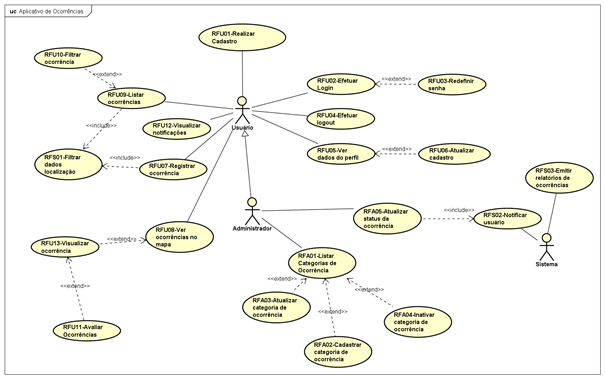 uc Aplicativo de Ocorrências
RFU01-Realizar
Cadastro
RFU10-Filtrar
ocorrência
<<extend>>
RFU09-Listar
ocorrências
RFU02-Efetuar
Login
<<extend>>
RFU03-Redefinir
senha
<<include>>
RFU12-Visualizar
notificações
Usuário
RFU04-Efetuar
logout
RFS01-Filtrar
dados
localização
<<include>>
RFU07-Registrar
ocorrência
RFU05-Ver
dados do perfil
<<extend>>
RFU06-Atualizar
cadastro
RFS03-Emitir
relatórios de
ocorrências
RFU13-Visualizar
ocorrência
<<extend>>
RFU08-Ver
ocorrências no
mapa
Administrador
RFA05-Atualizar
status da
ocorrência
<<include>>
RFS02-Notificar
usuário
Sistema
RFA01-Listar
Categorias de
Ocorrência
<<extend>>
<<extend>>
RFA03-Atualizar
categoria de
ocorrência
<<extend>>
<<extend>>
RFA04-Inativar
categoria de
ocorrência
RFU11-Avaliar
Ocorrências
RFA02-Cadastrar
categoria de
ocorrência